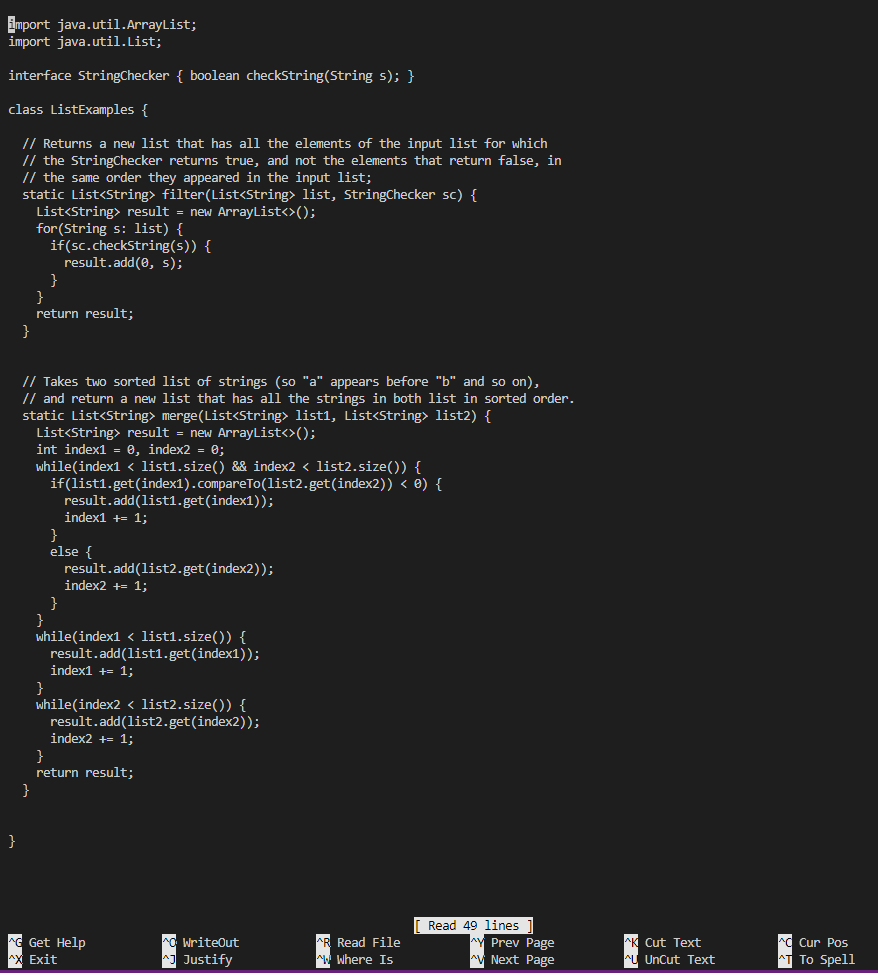 import java.util.ArrayList;
import java.util.List;

interface StringChecker { boolean checkString(String s); }

class ListExamples {

  // Returns a new list that has all the elements of the input list for which
  // the StringChecker returns true, and not the elements that return false, in
  // the same order they appeared in the input list;
  static List<String> filter(List<String> list, StringChecker sc) {
    List<String> result = new ArrayList<>();
    for(String s: list) {
      if(sc.checkString(s)) {
        result.add(0, s);
      }
    }
    return result;
  }


  // Takes two sorted list of strings (so "a" appears before "b" and so on),
  // and return a new list that has all the strings in both list in sorted order.
  static List<String> merge(List<String> list1, List<String> list2) {
    List<String> result = new ArrayList<>();
    int index1 = 0, index2 = 0;
    while(index1 < list1.size() && index2 < list2.size()) {
      if(list1.get(index1).compareTo(list2.get(index2)) < 0) {
        result.add(list1.get(index1));
        index1 += 1;
      }
      else {
        result.add(list2.get(index2));
        index2 += 1;
      }
    }
    while(index1 < list1.size()) {
      result.add(list1.get(index1));
      index1 += 1;
    }
    while(index2 < list2.size()) {
      result.add(list2.get(index2));
      index2 += 1;
    }
    return result;
  }


}

[ Read 49 lines ]
^G Get Help ^O WriteOut ^R Read File ^Y Prev Page ^K Cut Text ^C Cur Pos
^X Exit ^J Justify ^W Where Is ^V Next Page ^U UnCut Text ^T To Spell